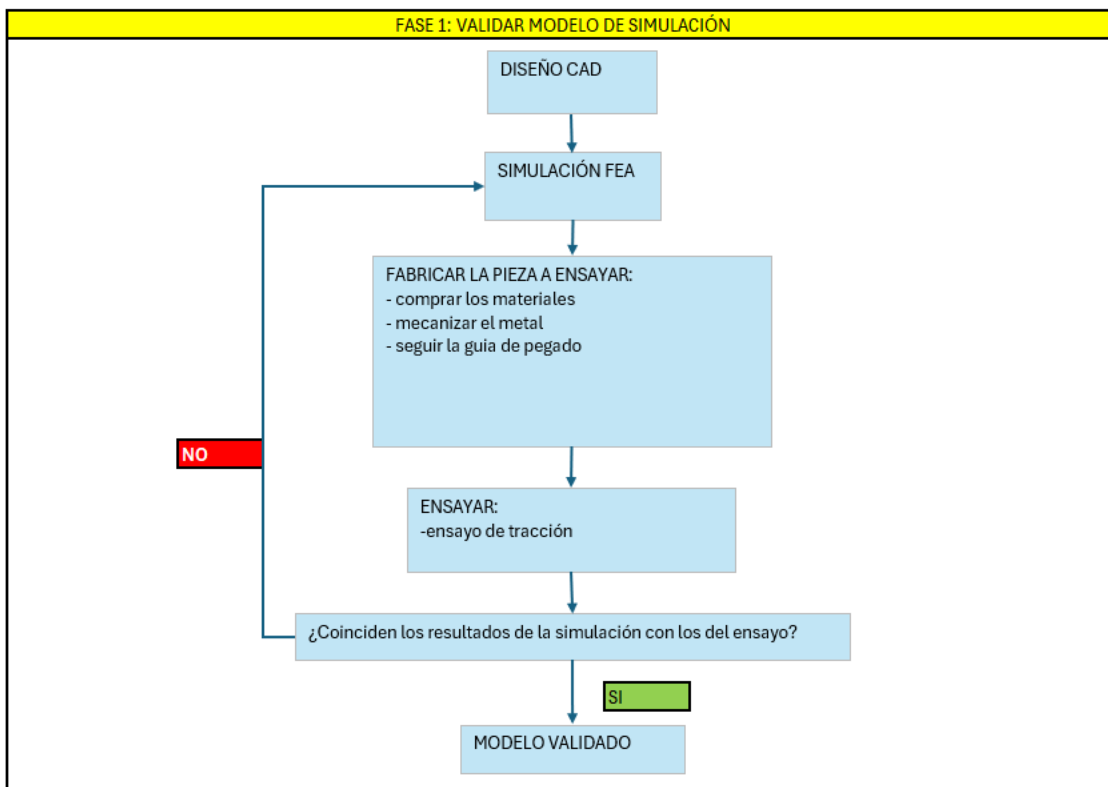 FASE 1: VALIDAR MODELO DE SIMULACIÓN
DISEÑO CAD
SIMULACIÓN FEA
FABRICAR LA PIEZA A ENSAYAR:
- comprar los materiales
- mecanizar el metal
- seguir la guia de pegado
NO
ENSAYAR:
-ensayo de tracción
¿Coinciden los resultados de la simulación con los del ensayo?
SI
MODELO VALIDADO